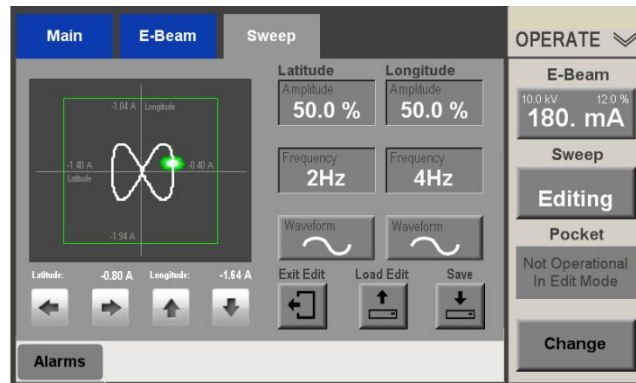 Main
E-Beam
Sweep
OPERATE
Latitude
Longitude
Amplitude
50.0 %
Amplitude
50.0 %
-1.04 A
Longitude
-1.40 A
Latitude
-0.40 A
-1.94 A
Frequency
2Hz
Frequency
4Hz
Waveform
Waveform
Latitude: -0.80 A Longitude: -1.64 A
Exit Edit
Load Edit
Save
Alarms
E-Beam
10.0 kV 12.0 %
180. mA
Sweep
Editing
Pocket
Not Operational
In Edit Mode
Change